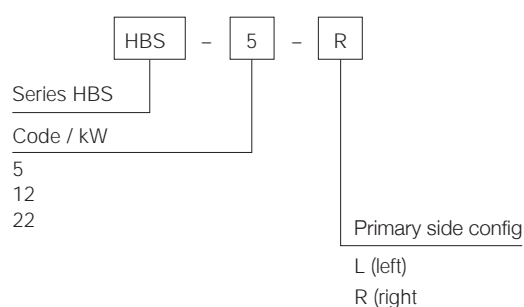 HBS – 5 – R
Series HBS
Code / kW
5
12
22
Primary side config
L (left)
R (right